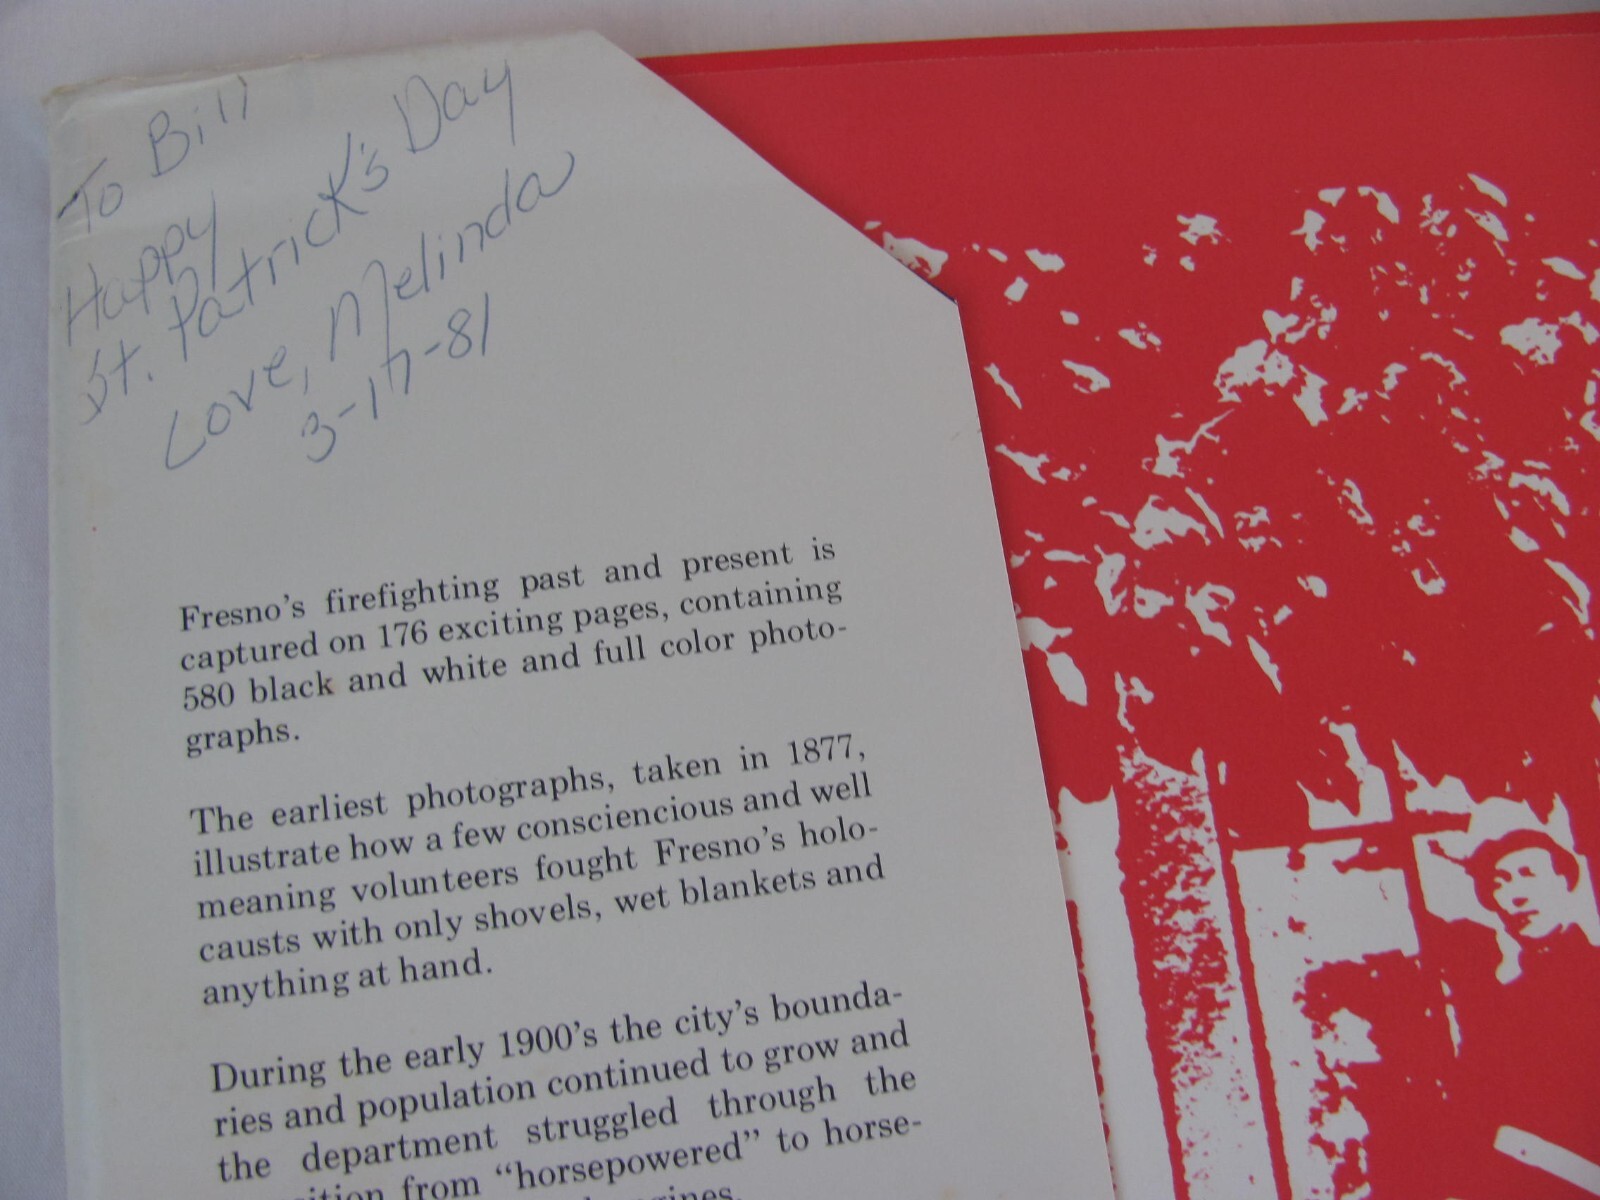 To Bill
Happy
St. Patrick's Day
Love, Melinda
3-17-81
Fresno's firefighting past and present is
captured on 176 exciting pages, containing
580 black and white and full color photo-
graphs.
The earliest photographs, taken in 1877,
illustrate how a few consciencious and well
meaning volunteers fought Fresno's holo-
causts with only shovels, wet blankets and
anything at hand.
During the early 1900's the city's bounda-
ries and population continued to grow and
the department struggled through the
from "horsepowered" to horse-